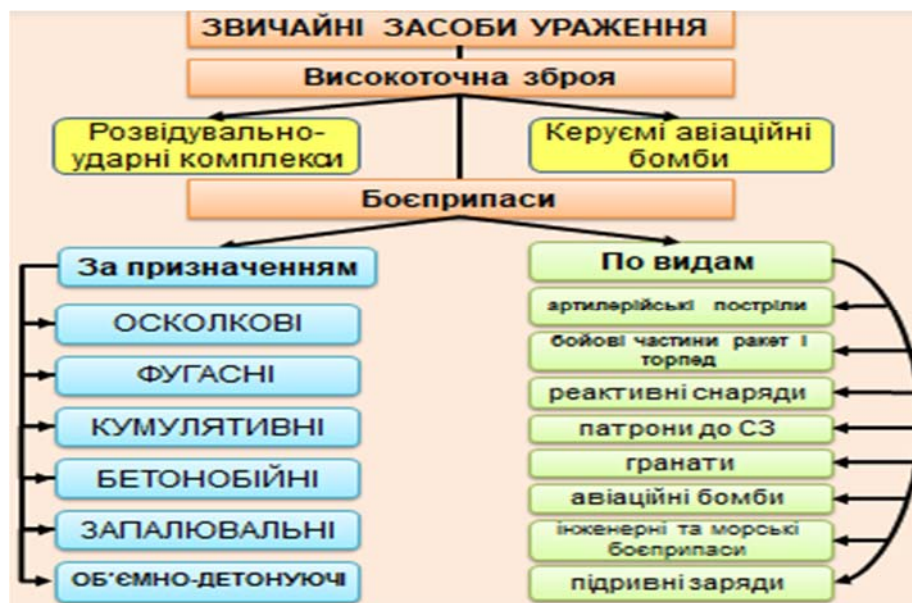 ЗВИЧАЙНІ ЗАСОБИ УРАЖЕННЯ
Високоточна зброя
Розвідувально-
ударні комплекси
Керуємі авіаційні
бомби
Боєприпаси
За призначенням
ОСКОЛКОВІ
ФУГАСНІ
КУМУЛЯТИВНІ
БЕТОНОБІЙНІ
ЗАПАЛЮВАЛЬНІ
ОБ'ЄМНО-ДЕТОНУЮЧІ
По видам
артилерійські постріли
бойові частини ракет і
торпед
реактивні снаряди
патрони до СЗ
гранати
авіаційні бомби
інженерні та морські
боєприпаси
підривні заряди